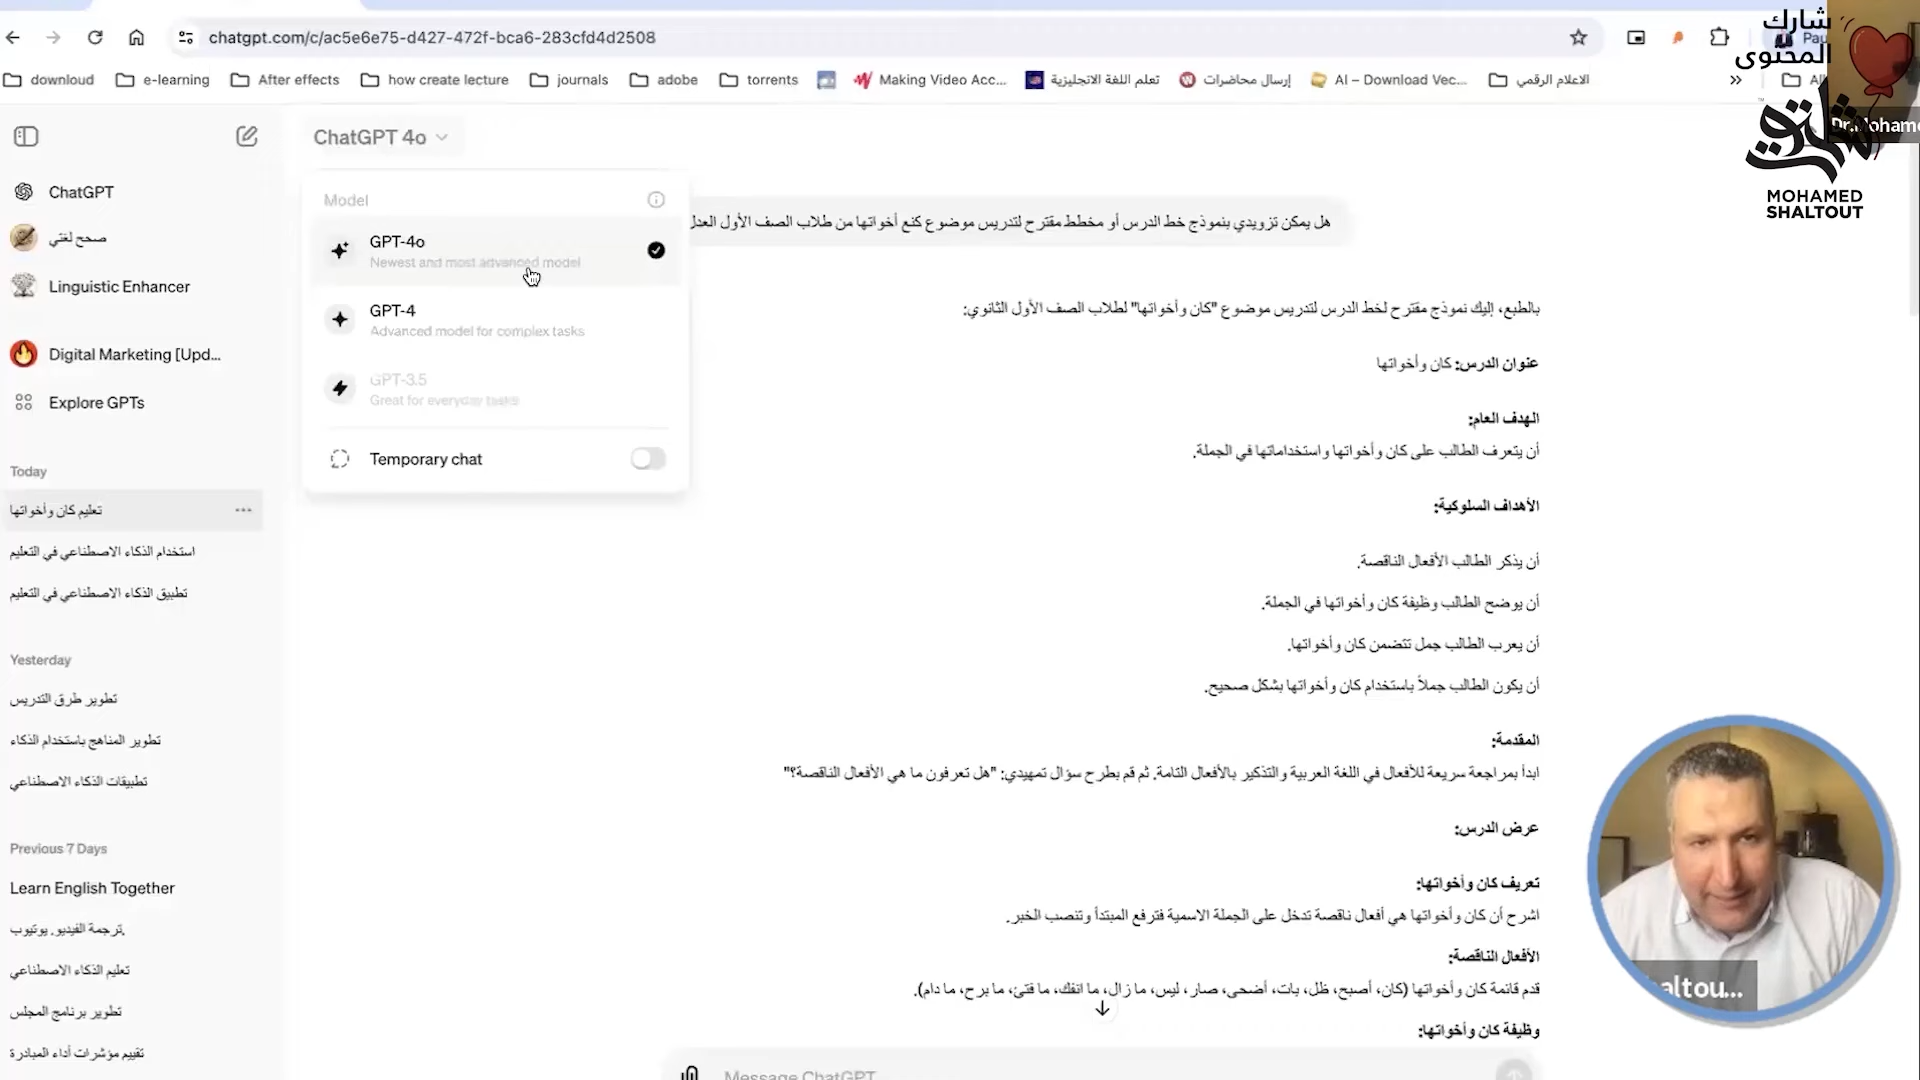 chatgpt.com/c/ac5e6e75-d427-472f-bca6-283cfd4d2508
Pau
شارك
المحتوى
downloud
e-learning
After effects
how create lecture
journals
adobe
torrents
Making Video Acc...
تعلم اللغة الانجليزية
إرسال محاضرات
AI – Download Vec...
الاعلام الرقمي
»
Dr.Mohame
شلتوت
MOHAMED
SHALTOUT
ChatGPT
صحح لغتي
Linguistic Enhancer
Digital Marketing [Upd...
Explore GPTs
Today
تعليم كان وأخواتها
استخدام الذكاء الاصطناعي في التعليم
تطبيق الذكاء الاصطناعي في التعليم
Yesterday
تطوير طرق التدريس
تطوير المناهج باستخدام الذكاء
تطبيقات الذكاء الاصطناعي
Previous 7 Days
Learn English Together
ترجمة الفيديو. يوتيوب.
تعليم الذكاء الاصطناعي
تطوير برنامج المجلس
تقييم مؤشرات أداء المبادرة
ChatGPT 4o
Model
GPT-4o
Newest and most advanced model
GPT-4
Advanced model for complex tasks
GPT-3.5
Great for everyday tasks
Temporary chat
هل يمكن تزويدي بنموذج خط الدرس أو مخطط مقترح لتدريس موضوع كنع أخواتها من طلاب الصف الأول العدل
بالطبع، إليك نموذج مقترح لخط الدرس لتدريس موضوع "كان وأخواتها" لطلاب الصف الأول الثانوي:
عنوان الدرس: كان وأخواتها
الهدف العام:
أن يتعرف الطالب على كان وأخواتها واستخداماتها في الجملة.
الأهداف السلوكية:
أن يذكر الطالب الأفعال الناقصة.
أن يوضح الطالب وظيفة كان وأخواتها في الجملة.
أن يعرب الطالب جمل تتضمن كان وأخواتها.
أن يكون الطالب جملاً باستخدام كان وأخواتها بشكل صحيح.
المقدمة:
ابدأ بمراجعة سريعة للأفعال في اللغة العربية والتذكير بالأفعال التامة. ثم قم بطرح سؤال تمهيدي: "هل تعرفون ما هي الأفعال الناقصة؟"
عرض الدرس:
تعريف كان وأخواتها:
اشرح أن كان وأخواتها هي أفعال ناقصة تدخل على الجملة الاسمية فترفع المبتدأ وتنصب الخبر.
الأفعال الناقصة:
قدم قائمة كان وأخواتها (كان، أصبح، ظل، بات، أضحى، صار، ليس، ما زال، ما انفك، ما فتئ، ما برح، ما دام).
وظيفة كان وأخواتها:
Message ChatGPT
altou...